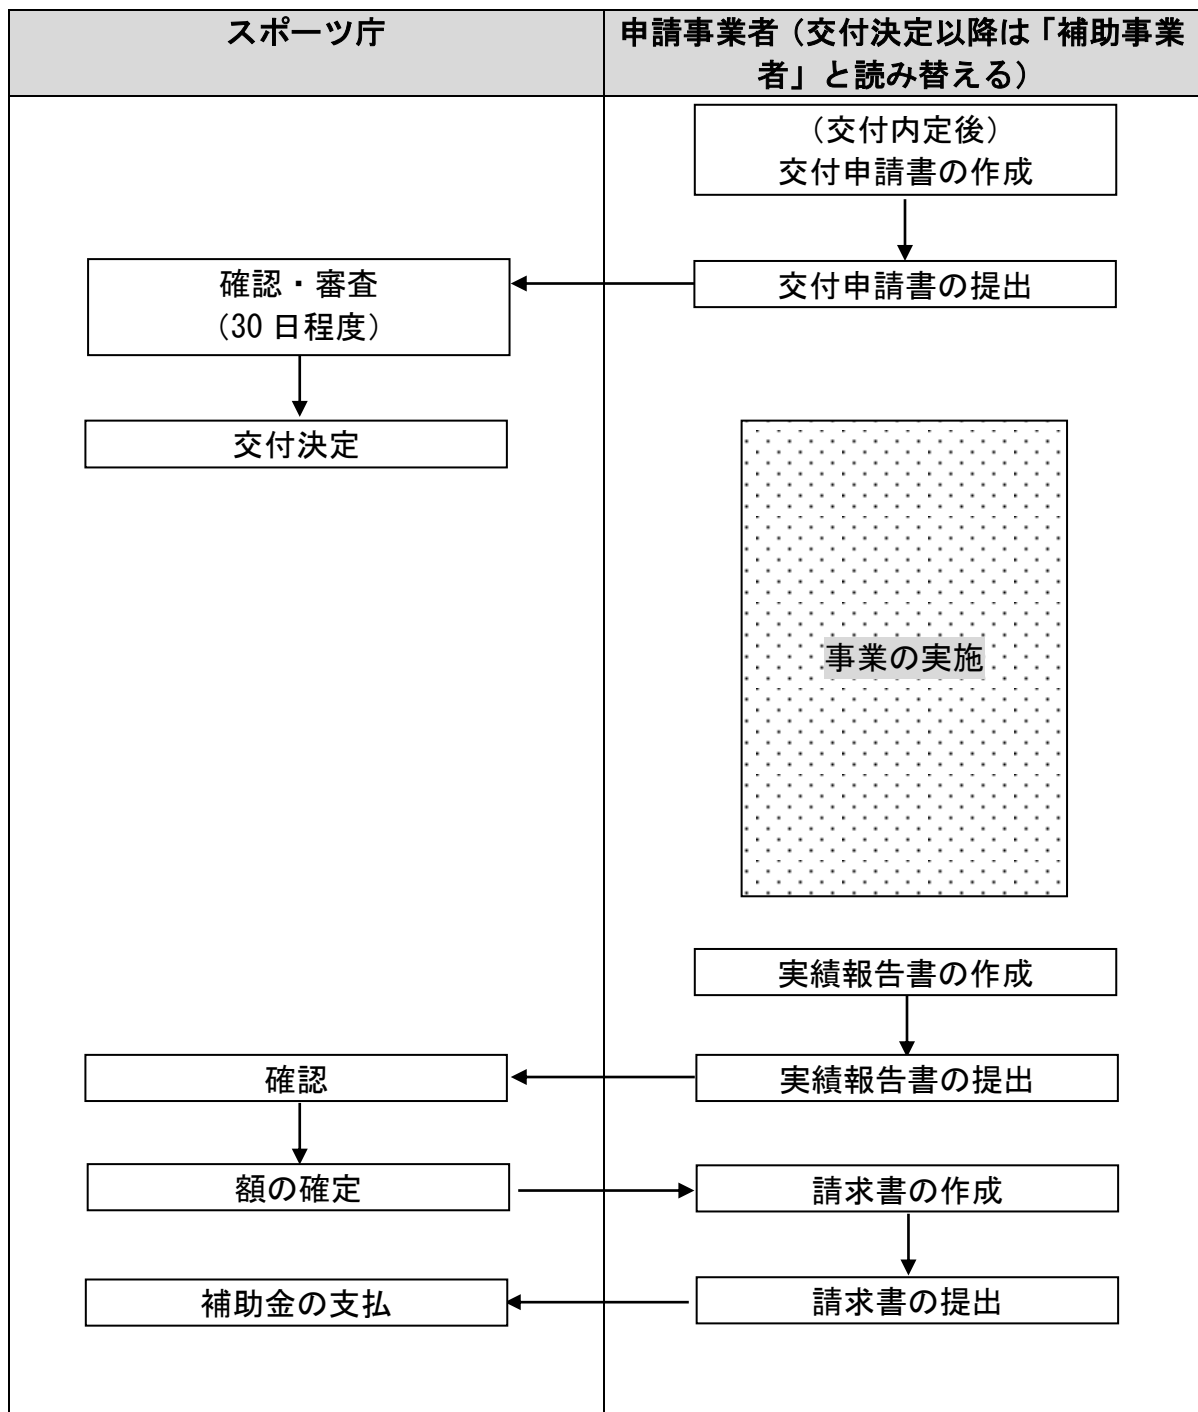 スポーツ庁
申請事業者（交付決定以降は「補助事業
者」と読み替える）
（交付内定後）
交付申請書の作成
確認・審査
（30 日程度）
交付申請書の提出
交付決定
事業の実施
実績報告書の作成
確認
実績報告書の提出
額の確定
請求書の作成
補助金の支払
請求書の提出